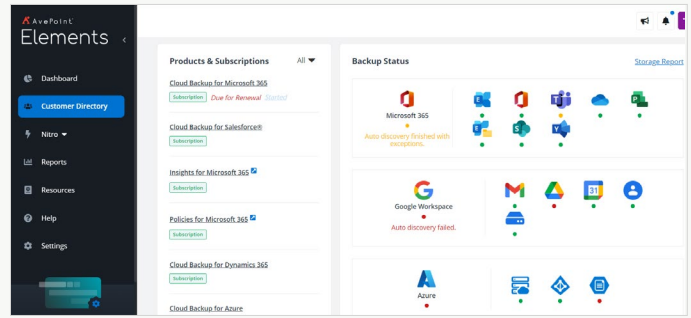 AvePoint
Elements
Dashboard
Customer Directory
Nitro
Reports
Resources
Help
Settings
Products & Subscriptions
All
Cloud Backup for Microsoft 365
Subscription Due for Renewal Started
Cloud Backup for Salesforce®
Subscription
Insights for Microsoft 365
Subscription
Policies for Microsoft 365
Subscription
Cloud Backup for Dynamics 365
Subscription
Cloud Backup for Azure
Backup Status
Storage Report
Microsoft 365
Auto discovery finished with
exceptions.
Google Workspace
Auto discovery failed.
31
Azure